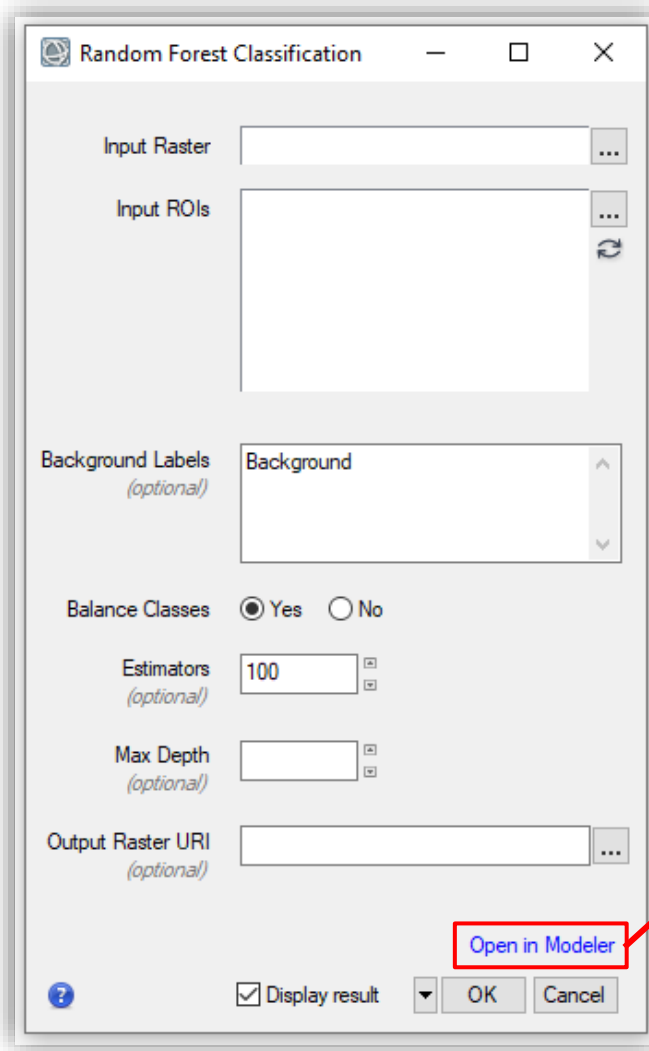 Random Forest Classification
Input Raster
...
Input ROIs
...
Background Labels
(optional)
Background
Balance Classes
Yes No
Estimators
(optional)
100
Max Depth
(optional)
Output Raster URI
(optional)
...
Open in Modeler
? Display result OK Cancel